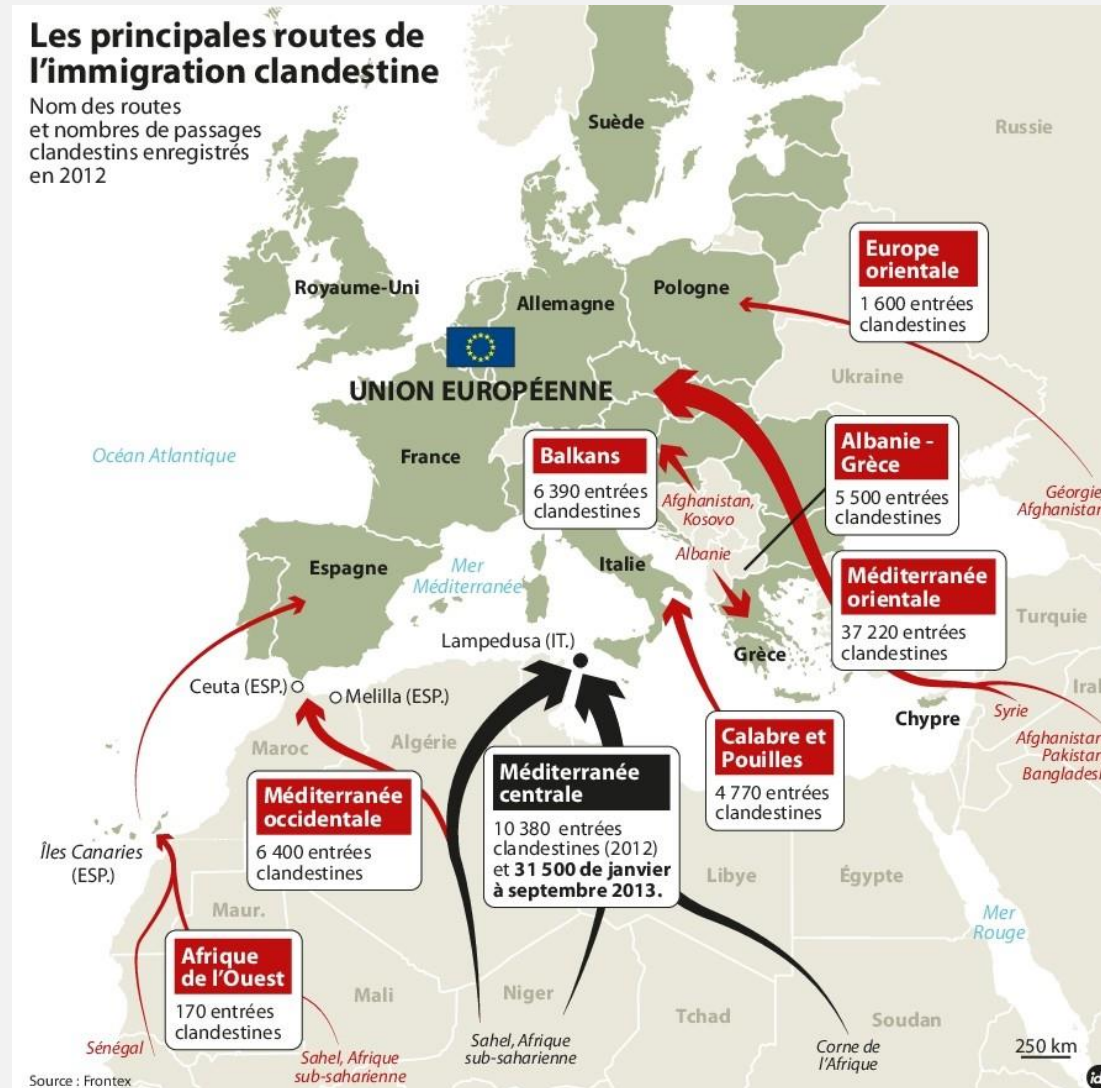 Les principales routes de
l'immigration clandestine
Nom des routes
et nombres de passages
clandestins enregistrés
en 2012
Suède
Russie
Europe
orientale
1 600 entrées
clandestines
Royaume-Uni
Allemagne
Pologne
UNION EUROPÉENNE
Ukraine
Océan Atlantique
France
Balkans
6 390 entrées
clandestines
Afghanistan,
Kosovo
Albanie -
Grèce
5 500 entrées
clandestines
Géorgie
Afghanistan
Albanie
Espagne
Mer
Méditerranée
Italie
Méditerranée
orientale
37 220 entrées
clandestines
Turquie
Lampedusa (IT.)
Grèce
Ceuta (ESP.)
Melilla (ESP.)
Chypre
Syrie
Irak
Afghanistan
Pakistan
Bangladesh
Maroc
Algérie
Calabre et
Pouilles
4 770 entrées
clandestines
Méditerranée
occidentale
6 400 entrées
clandestines
Méditerranée
centrale
10 380 entrées
clandestines (2012)
et 31 500 de janvier
à septembre 2013.
Îles Canaries
(ESP.)
Libye
Égypte
Maur.
Mer
Rouge
Afrique
de l'Ouest
170 entrées
clandestines
Mali
Niger
Tchad
Soudan
Sénégal
Sahel, Afrique
sub-saharienne
Sahel, Afrique
sub-saharienne
Corne de
l'Afrique
250 km
Source : Frontex
id